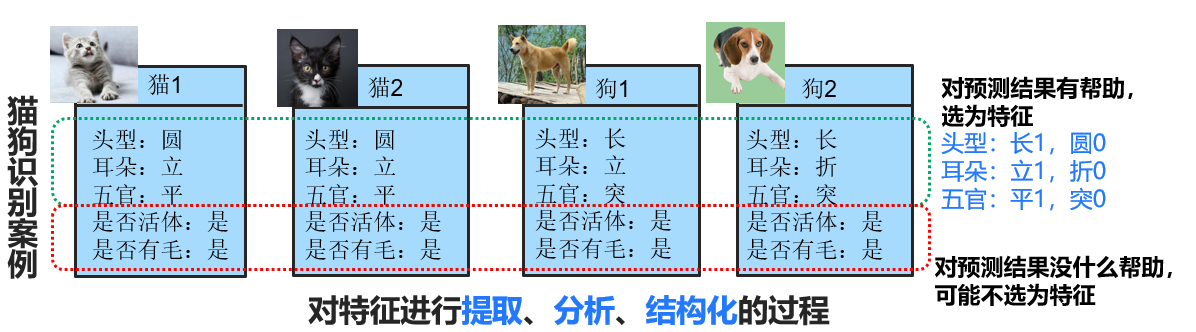 猫狗识别案例
猫1
头型：圆
耳朵：立
五官：平
是否活体：是
是否有毛：是
猫2
头型：圆
耳朵：立
五官：平
是否活体：是
是否有毛：是
狗1
头型：长
耳朵：立
五官：突
是否活体：是
是否有毛：是
狗2
头型：长
耳朵：折
五官：突
是否活体：是
是否有毛：是
对预测结果有帮助，
选为特征
头型：长1，圆0
耳朵：立1，折0
五官：平1，突0
对预测结果没什么帮助，
可能不选为特征
对特征进行提取、分析、结构化的过程